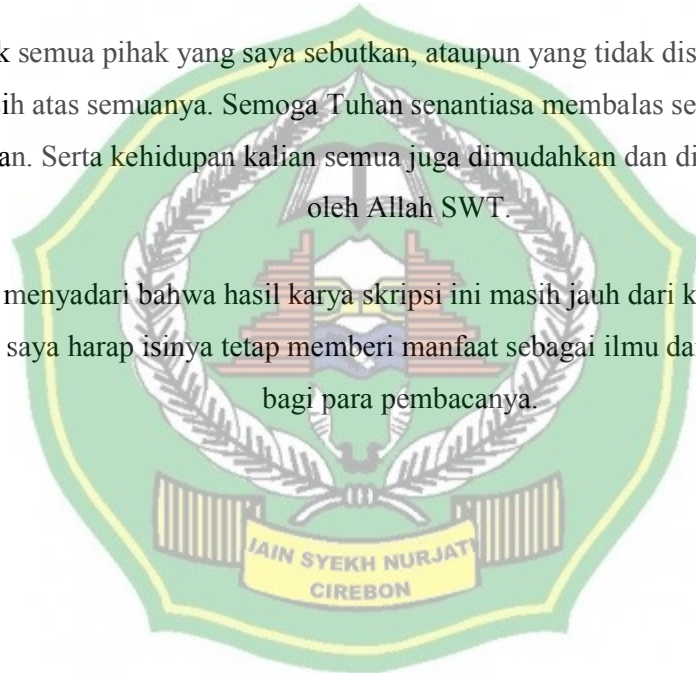 k semua pihak yang saya sebutkan, ataupun yang tidak dis
ih atas semuanya. Semoga Tuhan senantiasa membalas se
an. Serta kehidupan kalian semua juga dimudahkan dan di
oleh Allah SWT.
menyadari bahwa hasil karya skripsi ini masih jauh dari k
saya harap isinya tetap memberi manfaat sebagai ilmu da
bagi para pembacanya.
IAIN SYEKH NURJATI
CIREBON